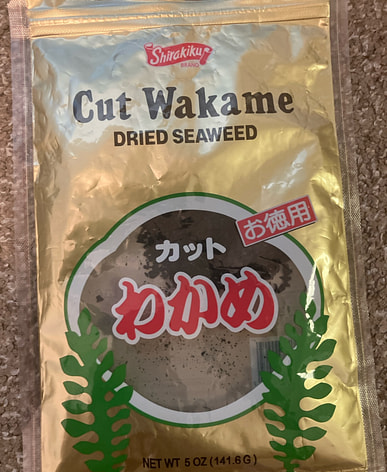 Shirakiku
BRAND
Cut Wakame
DRIED SEAWEED
お徳用
カット
わかめ
NET WT 5 OZ (141.6 G)